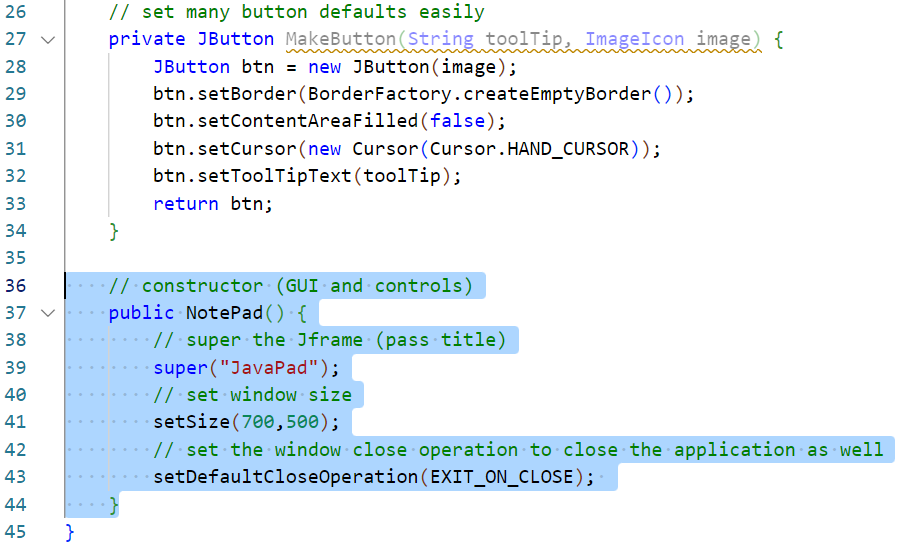 26 // set many button defaults easily
27 private JButton MakeButton(String toolTip, ImageIcon image) {
28 JButton btn = new JButton(image);
29 btn.setBorder(BorderFactory.createEmptyBorder());
30 btn.setContentAreaFilled(false);
31 btn.setCursor(new Cursor(Cursor.HAND_CURSOR));
32 btn.setToolTipText(toolTip);
33 return btn;
34 }
35
36 // constructor (GUI and controls)
37 public NotePad() {
38 // super the Jframe (pass title)
39 super("JavaPad");
40 // set window size
41 setSize(700,500);
42 // set the window close operation to close the application as well
43 setDefaultCloseOperation(EXIT_ON_CLOSE);
44 }
45 }